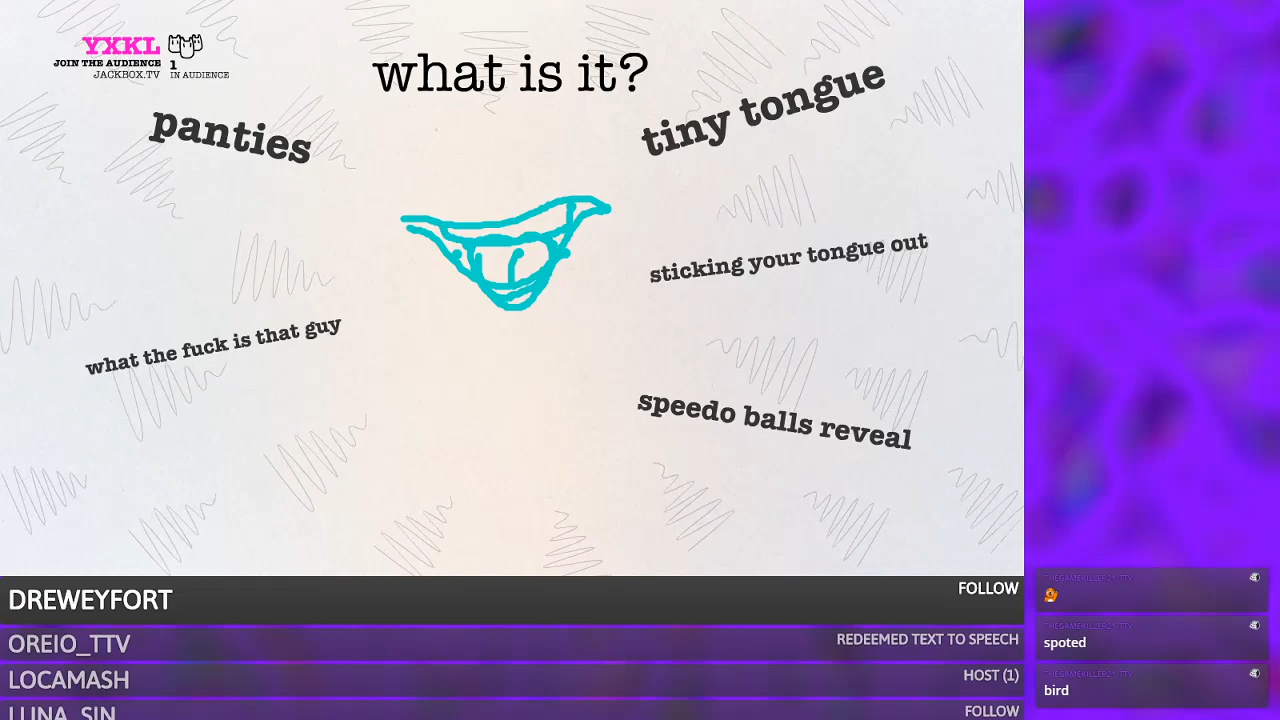 YXKL
JOIN THE AUDIENCE
JACKBOX.TV
1
IN AUDIENCE
what is it?
panties
tiny tongue
sticking your tongue out
what the fuck is that guy
speedo balls reveal
DREWEYFORT
FOLLOW
OREIO_TTV
REDEEMED TEXT TO SPEECH
LOCAMASH
HOST (1)
LUNA_SIN
FOLLOW
spoted
bird